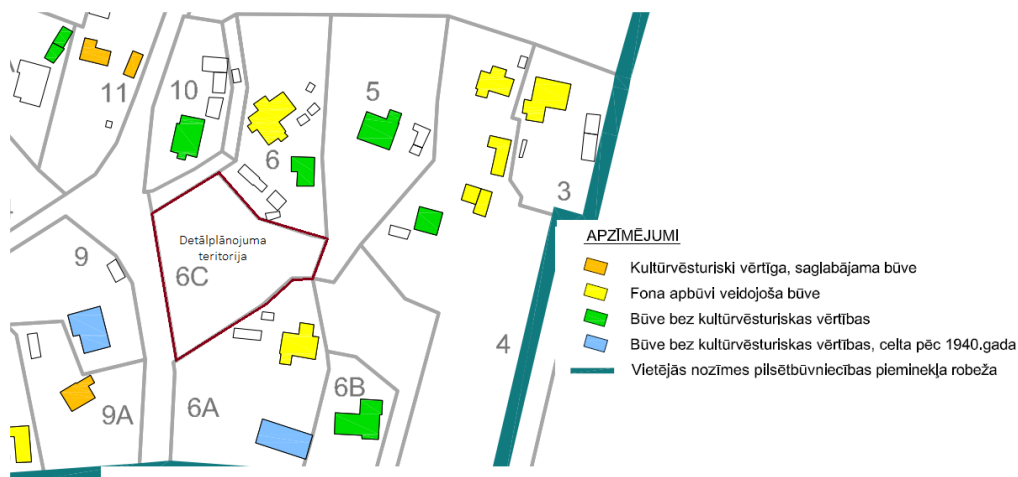 11
10
5
6
3
Detālplānojuma
teritorija
6C
9
4
6A
6B
9A
APZĪMĒJUMI
Kultūrvēsturiski vērtīga, saglabājama būve
Fona apbūvi veidojoša būve
Būve bez kultūrvēsturiskas vērtības
Būve bez kultūrvēsturiskas vērtības, celta pēc 1940.gada
Vietējās nozīmes pilsētbūvniecības pieminekļa robeža